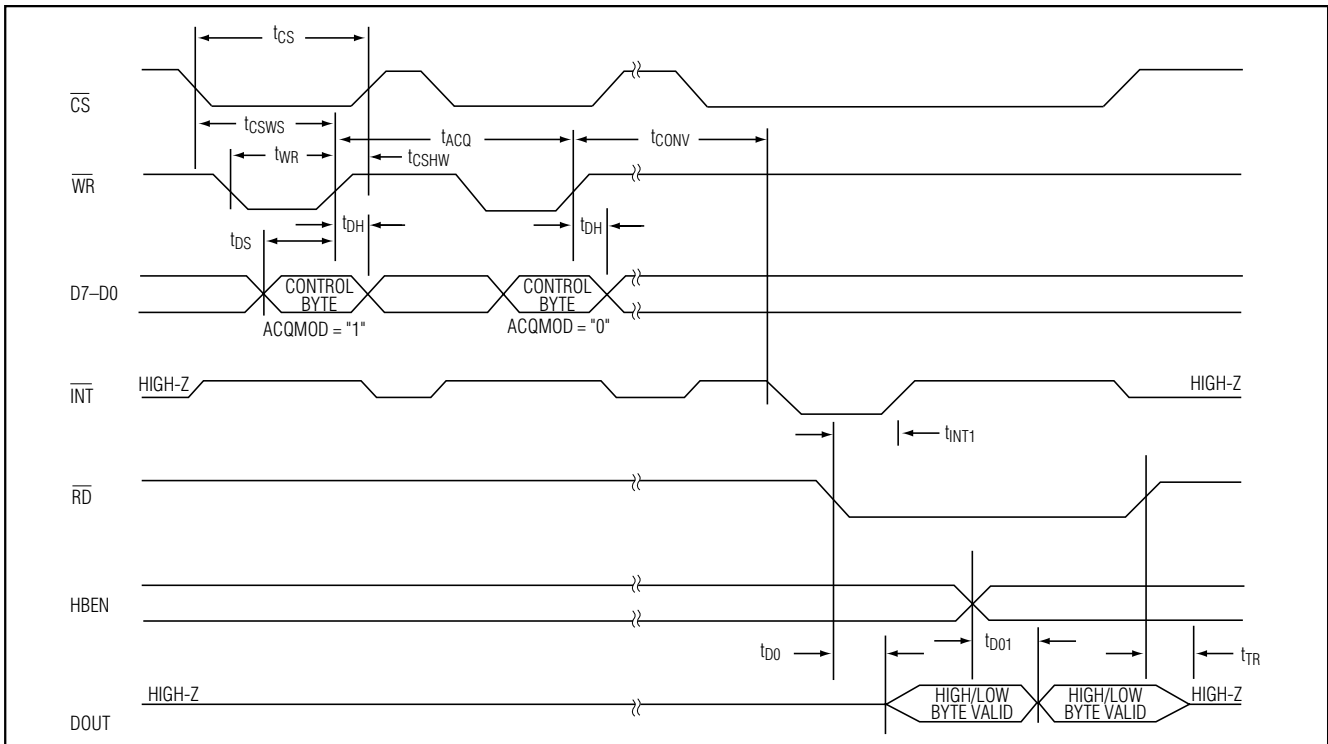 tCS
CS
tCSWS
tACQ
tCONV
tWR
tCSHW
WR
tDH
tDH
tDS
D7–D0
CONTROL
BYTE
CONTROL
BYTE
ACQMOD = "1"
ACQMOD = "0"
INT
HIGH-Z
HIGH-Z
tINT1
RD
HBEN
tD0
tD01
tTR
DOUT
HIGH-Z
HIGH/LOW
BYTE VALID
HIGH/LOW
BYTE VALID
HIGH-Z